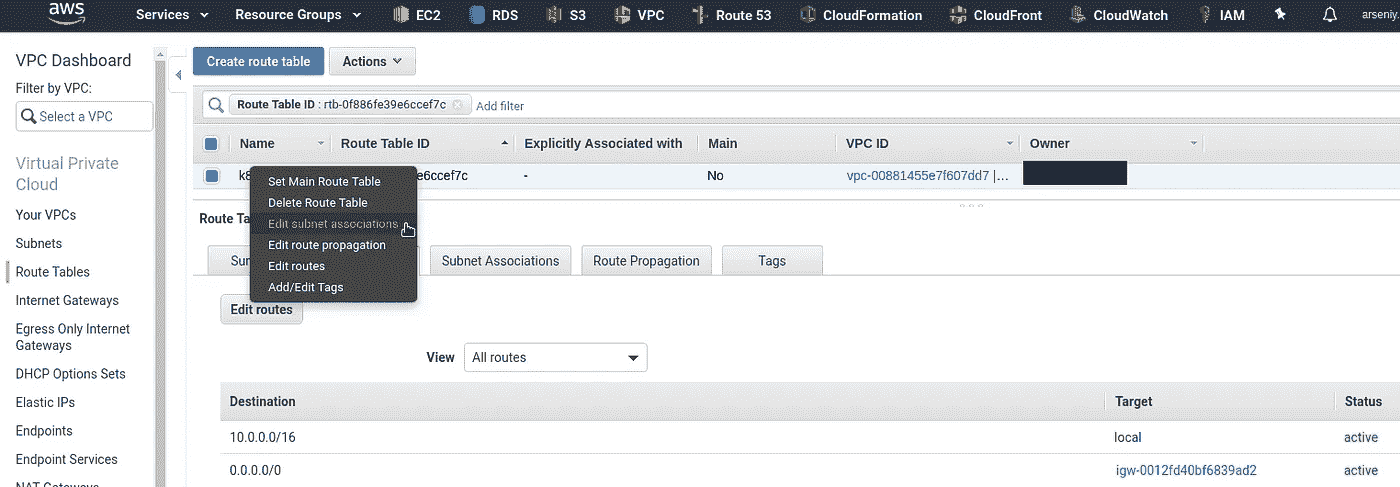 aws Services Resource Groups EC2 RDS S3 VPC Route 53 CloudFormation CloudFront CloudWatch IAM arseniy.
VPC Dashboard
Filter by VPC:
Select a VPC
Virtual Private
Cloud
Your VPCs
Subnets
Route Tables
Internet Gateways
Egress Only Internet
Gateways
DHCP Options Sets
Elastic IPs
Endpoints
Endpoint Services
NAT Gateways
Create route table Actions
Route Table ID : rtb-0f886fe39e6ccef7c Add filter
Name Route Table ID Explicitly Associated with Main VPC ID Owner
k8 e6ccef7c - No vpc-00881455e7f607dd7 |...
Set Main Route Table
Delete Route Table
Edit subnet associations
Edit route propagation
Edit routes
Add/Edit Tags
Route Ta
Sum Subnet Associations Route Propagation Tags
Edit routes
View All routes
Destination Target Status
10.0.0.0/16 local active
0.0.0.0/0 igw-0012fd40bf6839ad2 active